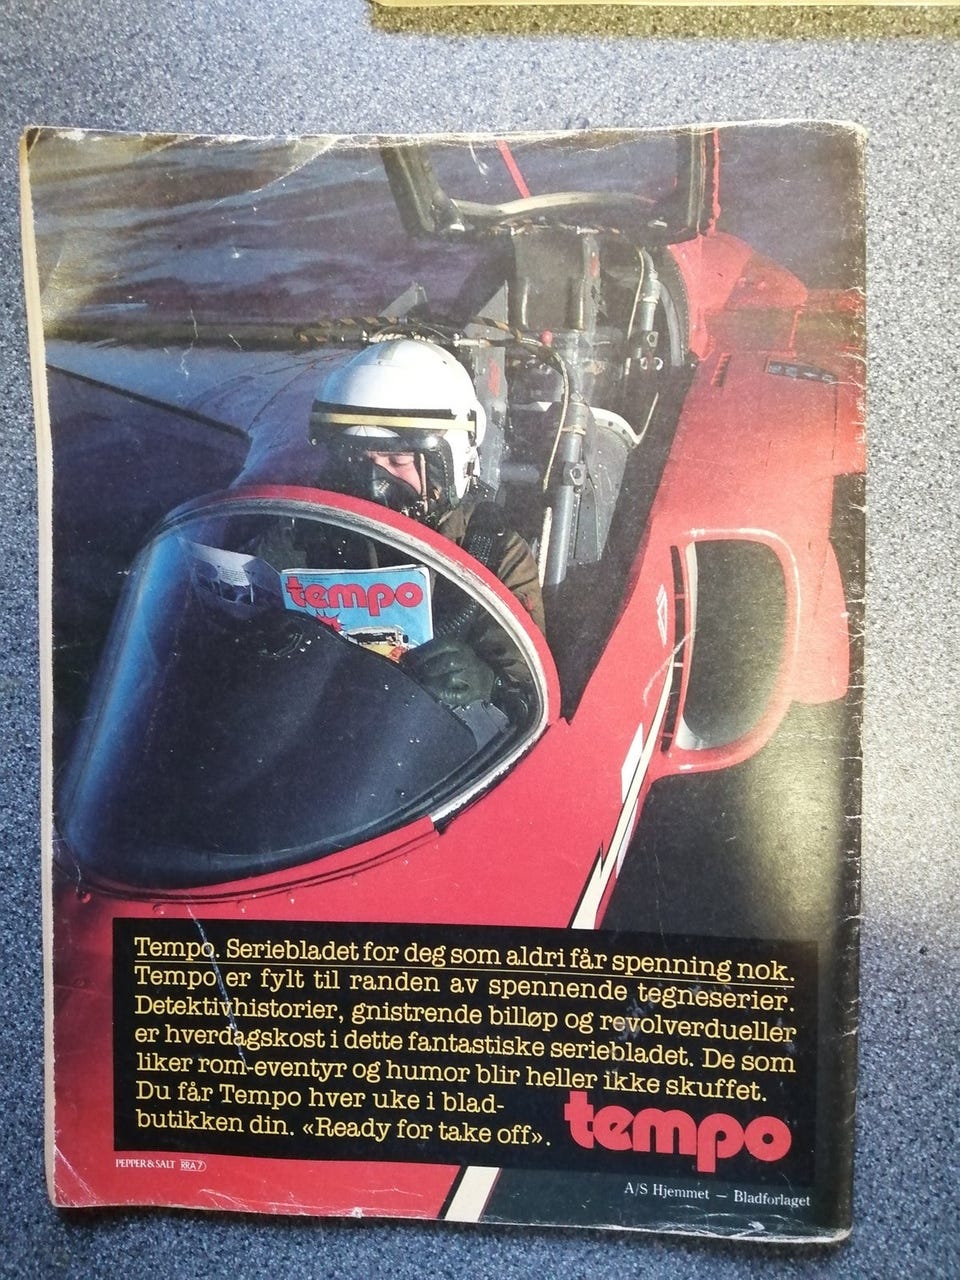 tempo
Tempo. Seriebladet for deg som aldri får spenning nok.
Tempo er fylt til randen av spennende tegneserier.
Detektivhistorier, gnistrende billøp og revolverdueller
er hverdagskost i dette fantastiske seriebladet. De som
liker rom-eventyr og humor blir heller ikke skuffet.
Du får Tempo hver uke i blad-
butikken din. «Ready for take off».
tempo
PEPPER & SALT RRA 7
A/S Hjemmet – Bladforlaget